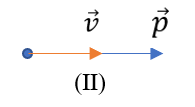 v⃗ p⃗
(II)